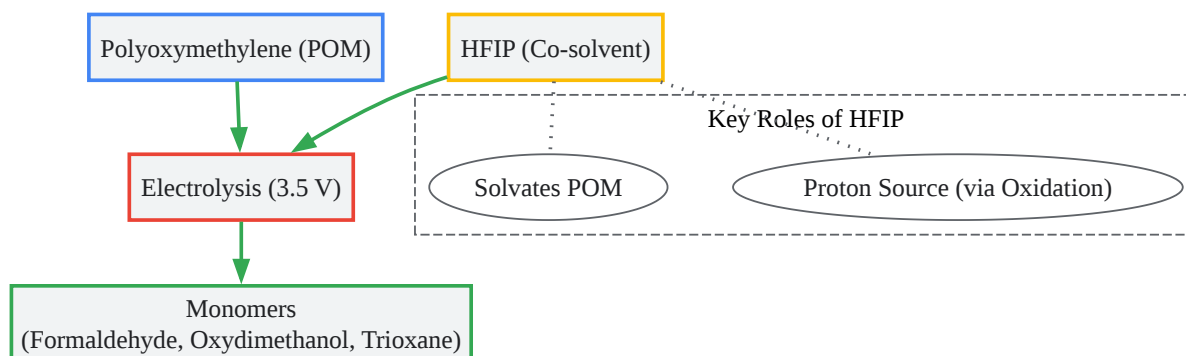 Polyoxymethylene (POM)
HFIP (Co-solvent)
Key Roles of HFIP
Electrolysis (3.5 V)
Solvates POM
Proton Source (via Oxidation)
Monomers
(Formaldehyde, Oxydimethanol, Trioxane)